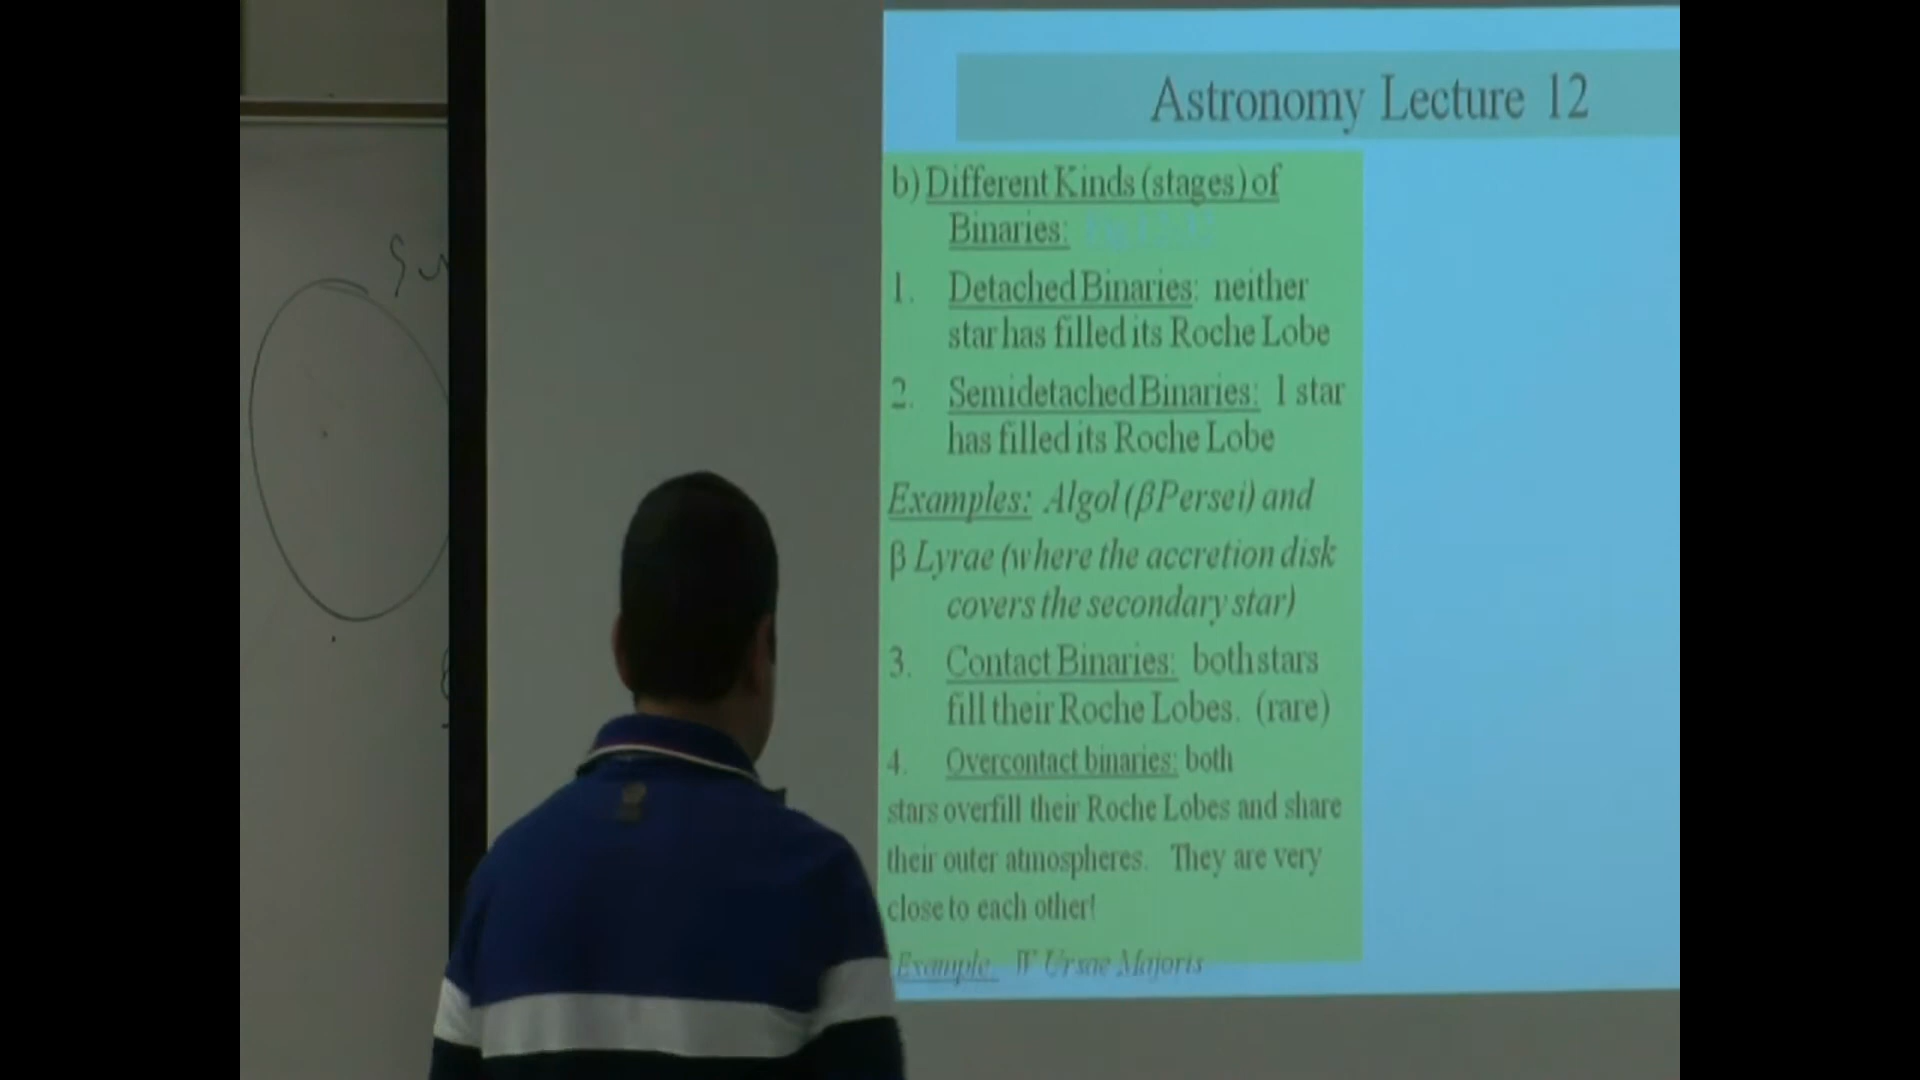 Astronomy Lecture 12
b) Different Kinds (stages) of
Binaries:
1. Detached Binaries: neither
star has filled its Roche Lobe
2. Semidetached Binaries: 1 star
has filled its Roche Lobe
Examples: Algol (β Persei) and
β Lyrae (where the accretion disk
covers the secondary star)
3. Contact Binaries: both stars
fill their Roche Lobes. (rare)
4. Overcontact binaries: both
stars overfill their Roche Lobes and share
their outer atmospheres. They are very
close to each other!
Example: W Ursae Majoris